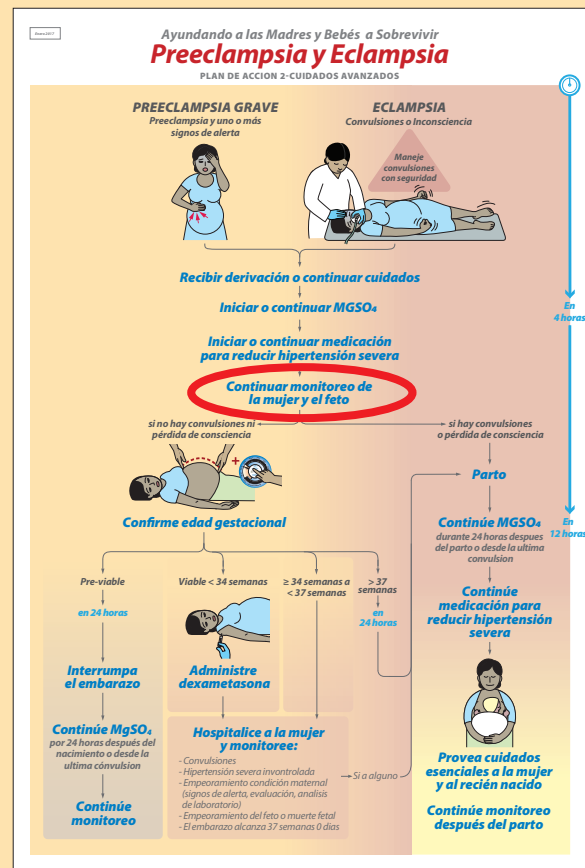 Enero 2017
Ayundando a las Madres y Bebés a Sobrevivir
Preeclampsia y Eclampsia
PLAN DE ACCION 2-CUIDADOS AVANZADOS
PREECLAMPSIA GRAVE
Preeclampsia y uno o más
signos de alerta
ECLAMPSIA
Convulsiones o Inconsciencia
Maneje
convulsiones
con seguridad
Recibir derivación o continuar cuidados
Iniciar o continuar MGSO₄
Iniciar o continuar medicación
para reducir hipertensión severa
Continuar monitoreo de
la mujer y el feto
En
4 horas
si no hay convulsiones ni
pérdida de consciencia
si hay convulsiones
o pérdida de consciencia
+
Confirme edad gestacional
Pre-viable
en 24 horas
Interrumpa
el embarazo
Continúe MgSO₄
por 24 horas después del
nacimiento o desde la
ultima cónvulsion
Continúe
monitoreo
Viable < 34 semanas
Administre
dexametasona
≥ 34 semanas a
< 37 semanas
> 37
semanas
en
24 horas
Hospitalice a la mujer
y monitoree:
- Convulsiones
- Hipertensión severa invontrolada
- Empeoramiento condición maternal
(signos de alerta, evaluación, analisis
de laboratorio)
- Empeoramiento del feto o muerte fetal
- El embarazo alcanza 37 semanas 0 dias
Si a alguno
Parto
En
12 horas
Continúe MGSO₄
durante 24 horas despues
del parto o desde la ultima
convulsion
Continúe
medicación para
reducir hipertensión
severa
Provea cuidados
esenciales a la mujer
y al recién nacido
Continúe monitoreo
después del parto